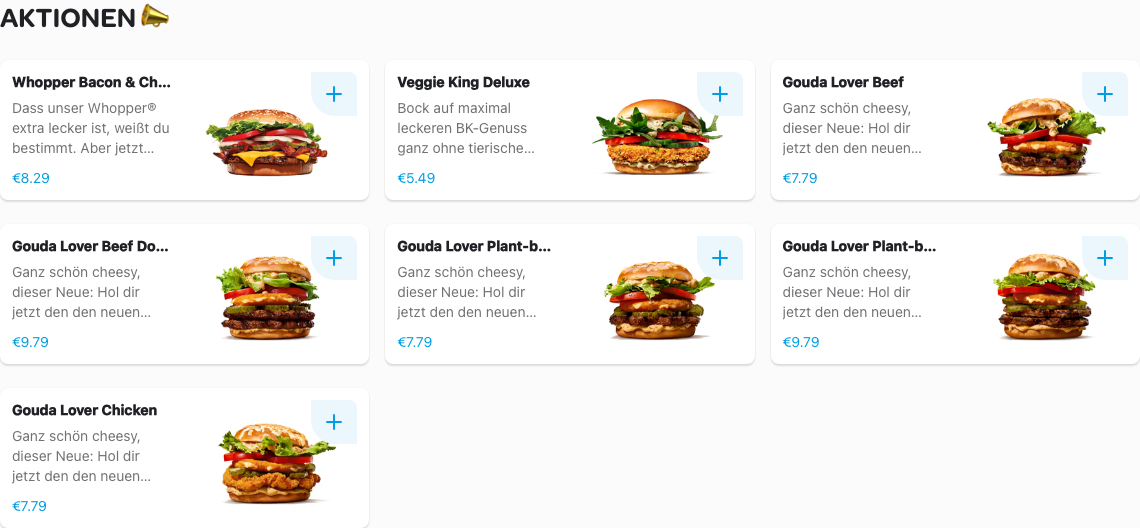 AKTIONEN
Whopper Bacon & Ch...
Dass unser Whopper®
extra lecker ist, weißt du
bestimmt. Aber jetzt...
€8.29
Veggie King Deluxe
Bock auf maximal
leckeren BK-Genuss
ganz ohne tierische...
€5.49
Gouda Lover Beef
Ganz schön cheesy,
dieser Neue: Hol dir
jetzt den den neuen...
€7.79
Gouda Lover Beef Do...
Ganz schön cheesy,
dieser Neue: Hol dir
jetzt den den neuen...
€9.79
Gouda Lover Plant-b...
Ganz schön cheesy,
dieser Neue: Hol dir
jetzt den den neuen...
€7.79
Gouda Lover Plant-b...
Ganz schön cheesy,
dieser Neue: Hol dir
jetzt den den neuen...
€9.79
Gouda Lover Chicken
Ganz schön cheesy,
dieser Neue: Hol dir
jetzt den den neuen...
€7.79